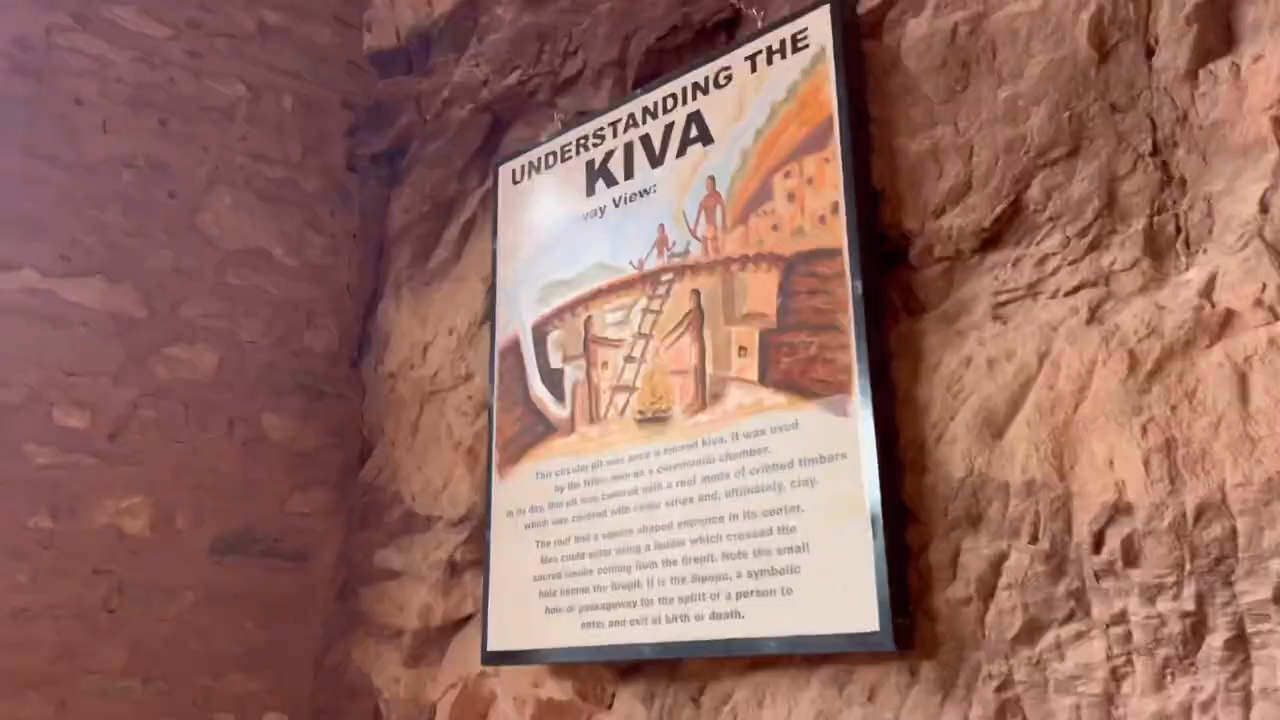 UNDERSTANDING THE
KIVA
way View:
This circular pit was once a sacred kiva. It was used
by the tribal men as a ceremonial chamber.
In its day, this pit was covered with a roof made of cribbed timbers
which was covered with cedar strips and, ultimately, clay.
The roof had a square shaped entrance in its center.
Men could enter using a ladder which crossed the
sacred smoke coming from the firepit. Note the small
hole behind the firepit. It is the Sipapu, a symbolic
hole or passageway for the spirit of a person to
enter and exit at birth or death.